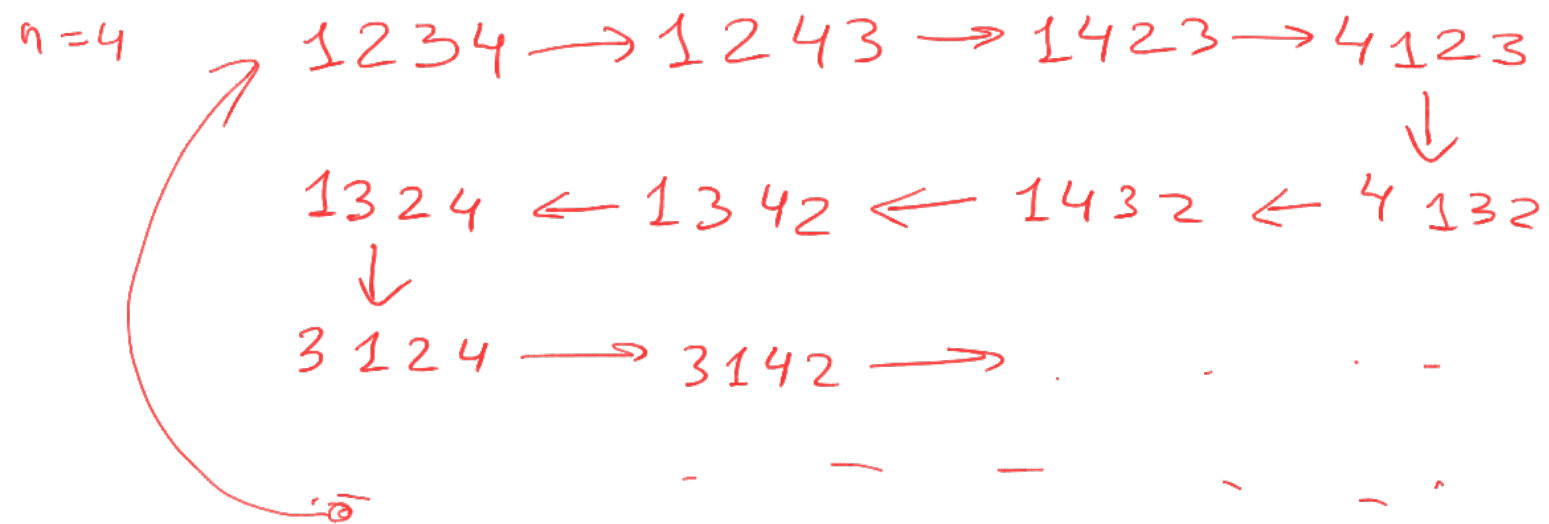 n=4 1234 → 1243 → 1423 → 4123
↓
1324 ← 1342 ← 1432 ← 4132
↓
3124 → 3142 → . . . -